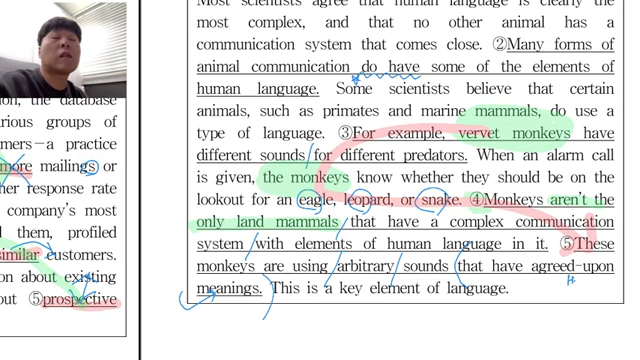 Most scientists agree that human language is clearly the
most complex, and that no other animal has a
communication system that comes close. ②Many forms of
animal communication do have some of the elements of
human language. Some scientists believe that certain
animals, such as primates and marine mammals, do use a
type of language. ③For example, vervet monkeys have
different sounds for different predators. When an alarm call
is given, the monkeys know whether they should be on the
lookout for an eagle, leopard, or snake. ④Monkeys aren't the
only land mammals that have a complex communication
system with elements of human language in it. ⑤These
monkeys are using arbitrary sounds that have agreed-upon
meanings. This is a key element of language.
on, the database
arious groups of
mers—a practice
more mailings or
her response rate
company's most
them, profiled
similar customers.
on about existing
out ⑤prospective